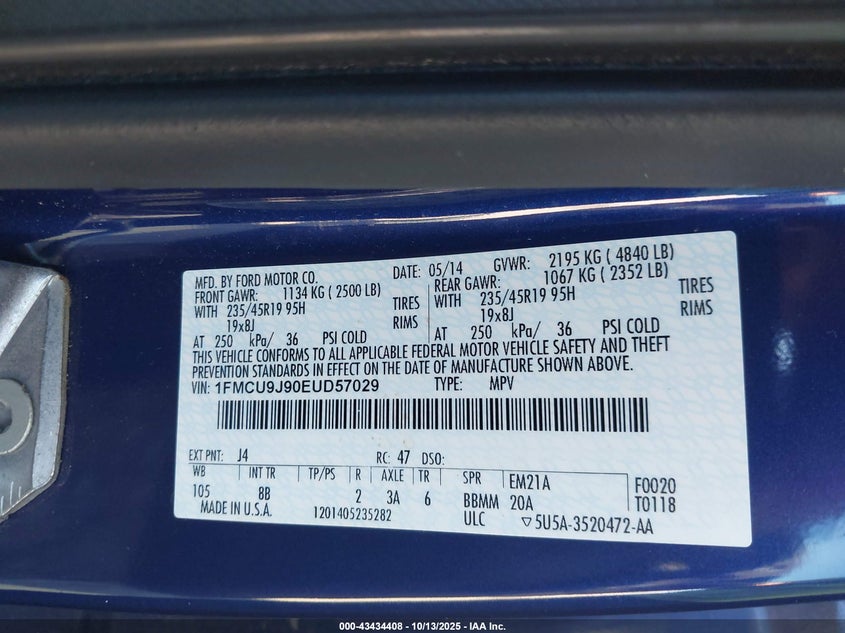 MFD. BY FORD MOTOR CO.
DATE: 05/14
GVWR: 2195 KG ( 4840 LB)
FRONT GAWR: 1134 KG ( 2500 LB)
WITH 235/45R19 95H TIRES
19x8J RIMS
AT 250 kPa/ 36 PSI COLD
REAR GAWR: 1067 KG ( 2352 LB)
WITH 235/45R19 95H TIRES
19x8J RIMS
AT 250 kPa/ 36 PSI COLD
THIS VEHICLE CONFORMS TO ALL APPLICABLE FEDERAL MOTOR VEHICLE SAFETY AND THEFT
PREVENTION STANDARDS IN EFFECT ON THE DATE OF MANUFACTURE SHOWN ABOVE.
VIN: 1FMCU9J90EUD57029 TYPE: MPV
EXT PNT: J4 RC: 47 DSO:
WB INT TR TP/PS R AXLE TR SPR EM21A F0020
105 8B 2 3A 6 BBMM 20A T0118
MADE IN U.S.A. 1201405235282 ULC ▽5U5A-3520472-AA
000-43434408 - 10/13/2025 - IAA Inc.